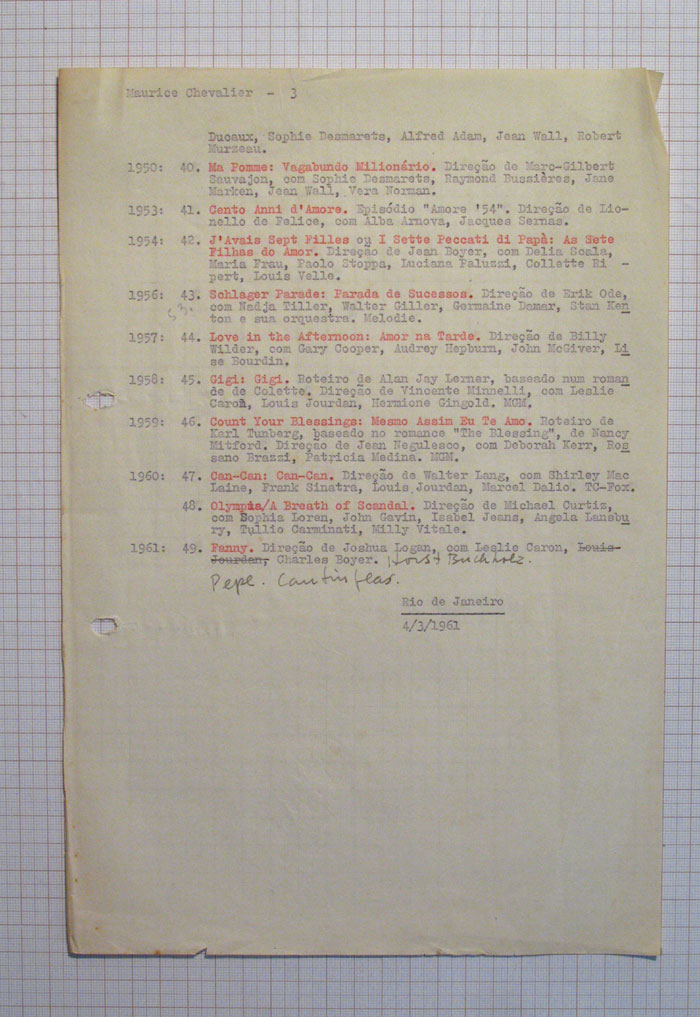 Maurice Chevalier - 3
Ducaux, Sophie Desmarets, Alfred Adam, Jean Wall, Robert
Murzeau.
1950: 40. Ma Pomme: Vagabundo Milionário. Direção de Marc-Gilbert
Sauvajon, com Sophie Desmarets, Raymond Bussières, Jane
Marken, Jean Wall, Vera Norman.
1953: 41. Cento Anni d'Amore. Episódio "Amore '54". Direção de Lio-
nello de Felice, com Alba Arnova, Jacques Sernas.
1954: 42. J'Avais Sept Filles ou I Sette Peccati di Papà: As Sete
Filhas do Amor. Direção de Jean Boyer, com Delia Scala,
Maria Frau, Paolo Stoppa, Luciana Paluzzi, Collette Ri -
pert, Louis Velle.
1956: 43. Schlager Parade: Parada de Sucessos. Direção de Erik Ode,
com Nadja Tiller, Walter Giller, Germaine Damar, Stan Ken
ton e sua orquestra. Melodie.
1957: 44. Love in the Afternoon: Amor na Tarde. Direção de Billy
Wilder, com Gary Cooper, Audrey Hepburn, John McGiver, Li
se Bourdin.
1958: 45. Gigi: Gigi. Roteiro de Alan Jay Lerner, baseado num roman
de de Colette. Direção de Vincente Minnelli, com Leslie
Caron, Louis Jourdan, Hermione Gingold. MGM.
1959: 46. Count Your Blessings: Mesmo Assim Eu Te Amo. Roteiro de
Karl Tunberg, baseado no romance "The Blessing", de Nancy
Mitford. Direção de Jean Negulesco, com Deborah Kerr, Ros
sano Brazzi, Patricia Medina. MGM.
1960: 47. Can-Can: Can-Can. Direção de Walter Lang, com Shirley Mac
Laine, Frank Sinatra, Louis Jourdan, Marcel Dalio. TC-Fox.
48. Olympia/A Breath of Scandal. Direção de Michael Curtiz,
com Sophia Loren, John Gavin, Isabel Jeans, Angela Lansbu
ry, Tullio Carminati, Milly Vitale.
1961: 49. Fanny. Direção de Joshua Logan, com Leslie Caron, Louis
Jourdan, Charles Boyer. Horst Buchholz.
Pepe. Cantinflas.
Rio de Janeiro
4/3/1961